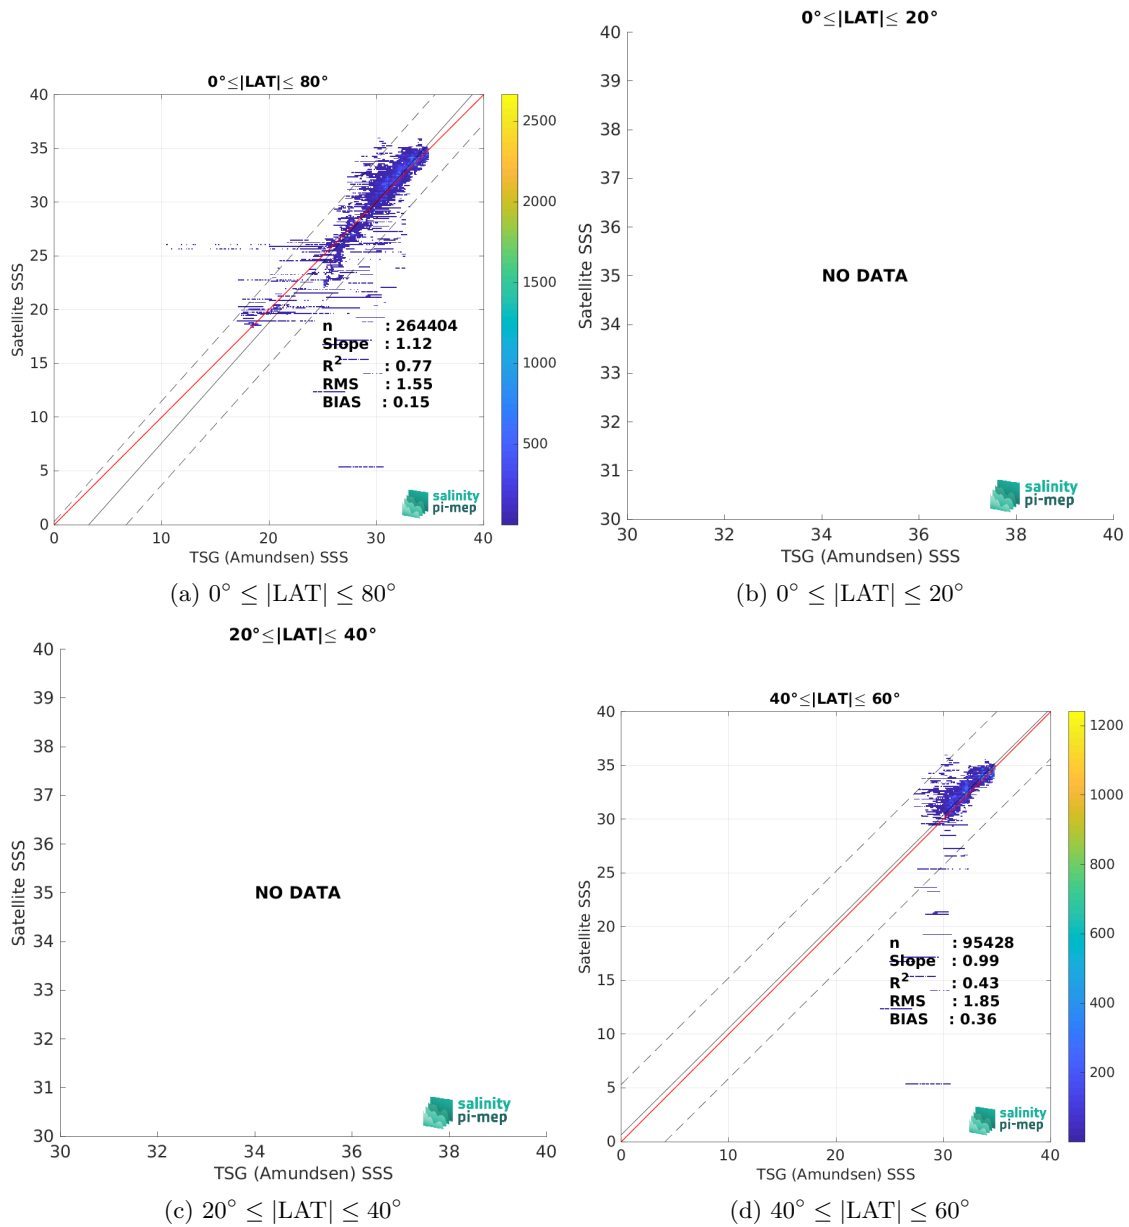 0°≤|LAT|≤ 80°
40
35
30
25
20
15
10
5
0
Satellite SSS
0
10
20
30
40
TSG (Amundsen) SSS
2500
2000
1500
1000
500
n : 264404
Slope : 1.12
R² : 0.77
RMS : 1.55
BIAS : 0.15
salinity
pi-mep
(a) 0° ≤ |LAT| ≤ 80°
0°≤|LAT|≤ 20°
40
39
38
37
36
35
34
33
32
31
30
Satellite SSS
NO DATA
30
32
34
36
38
40
TSG (Amundsen) SSS
salinity
pi-mep
(b) 0° ≤ |LAT| ≤ 20°
20°≤|LAT|≤ 40°
40
39
38
37
36
35
34
33
32
31
30
Satellite SSS
NO DATA
30
32
34
36
38
40
TSG (Amundsen) SSS
salinity
pi-mep
(c) 20° ≤ |LAT| ≤ 40°
40°≤|LAT|≤ 60°
40
35
30
25
20
15
10
5
0
Satellite SSS
0
10
20
30
40
TSG (Amundsen) SSS
1200
1000
800
600
400
200
n : 95428
Slope : 0.99
R² : 0.43
RMS : 1.85
BIAS : 0.36
salinity
pi-mep
(d) 40° ≤ |LAT| ≤ 60°